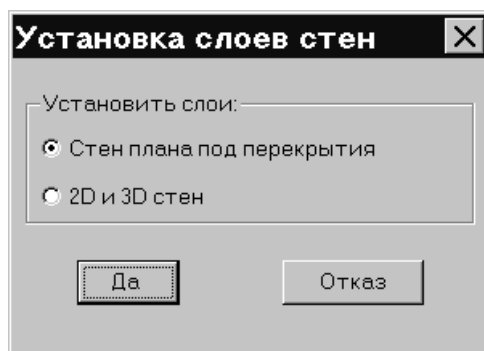 Установка слоев стен
Установить слои:
Стен плана под перекрытия
2D и 3D стен
Да
Отказ